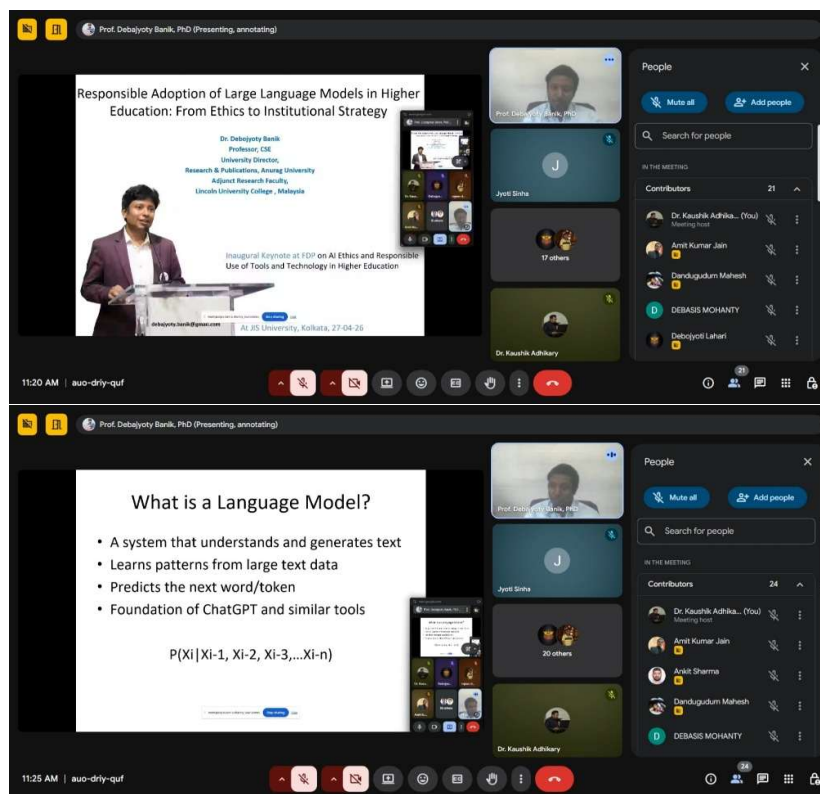 Prof. Debajyoty Banik, PhD (Presenting, annotating)
Responsible Adoption of Large Language Models in Higher
Education: From Ethics to Institutional Strategy
Dr. Debojyoty Banik
Professor, CSE
University Director,
Research & Publications, Anurag University
Adjunct Research Faculty,
Lincoln University College , Malaysia
Inaugural Keynote at FDP on AI Ethics and Responsible
Use of Tools and Technology in Higher Education
debajyoty.banik@gmail.com
At JIS University, Kolkata, 27-04-26
Prof. Debajyoty Banik, PhD
J
Jyoti Sinha
17 others
Dr. Kaushik Adhikary
People
Mute all
Add people
Search for people
IN THE MEETING
Contributors 21
Dr. Kaushik Adhika... (You)
Meeting host
Amit Kumar Jain
Dandugudum Mahesh
D DEBASIS MOHANTY
Debojyoti Lahari
11:20 AM | auo-driy-quf
21
Prof. Debajyoty Banik, PhD (Presenting, annotating)
What is a Language Model?
• A system that understands and generates text
• Learns patterns from large text data
• Predicts the next word/token
• Foundation of ChatGPT and similar tools
P(Xi|Xi-1, Xi-2, Xi-3,...Xi-n)
Prof. Debajyoty Banik, PhD
J
Jyoti Sinha
20 others
Dr. Kaushik Adhikary
People
Mute all
Add people
Search for people
IN THE MEETING
Contributors 24
Dr. Kaushik Adhika... (You)
Meeting host
Amit Kumar Jain
Ankit Sharma
Dandugudum Mahesh
D DEBASIS MOHANTY
11:25 AM | auo-driy-quf
24